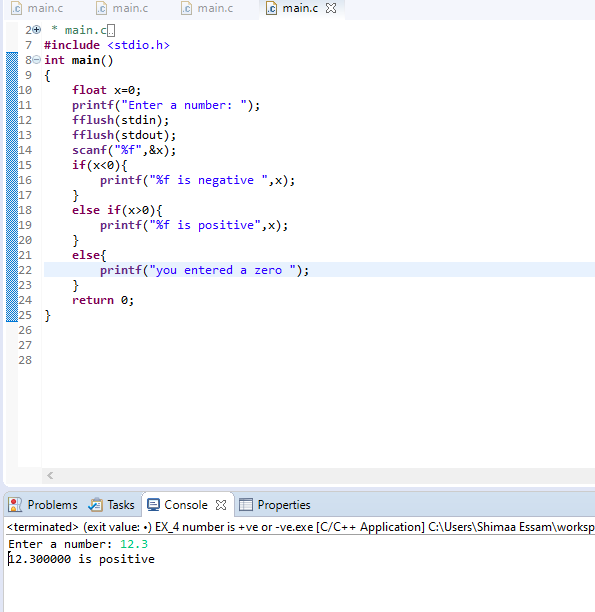 main.c main.c main.c main.c
2 * main.c
7 #include <stdio.h>
8 int main()
9 {
10 float x=0;
11 printf("Enter a number: ");
12 fflush(stdin);
13 fflush(stdout);
14 scanf("%f",&x);
15 if(x<0){
16 printf("%f is negative ",x);
17 }
18 else if(x>0){
19 printf("%f is positive",x);
20 }
21 else{
22 printf("you entered a zero ");
23 }
24 return 0;
25 }
26
27
28
Problems Tasks Console Properties
<terminated> (exit value: •) EX_4 number is +ve or -ve.exe [C/C++ Application] C:\Users\Shimaa Essam\worksp
Enter a number: 12.3
12.300000 is positive